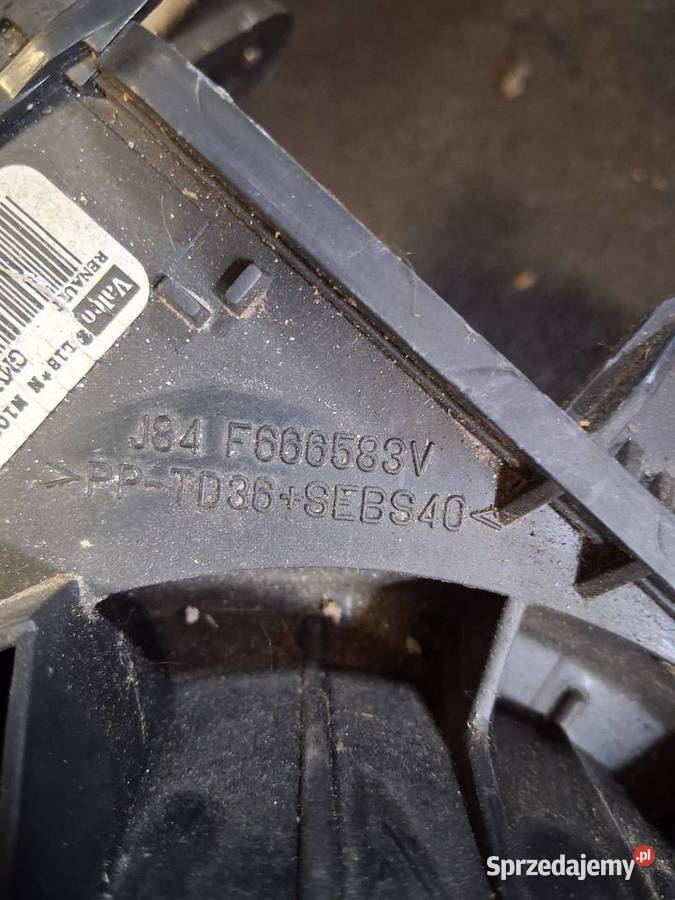 Valeo
RENAULT
J84 F666583V
>PP-TD36+SEBS40<
Sprzedajemy.pl